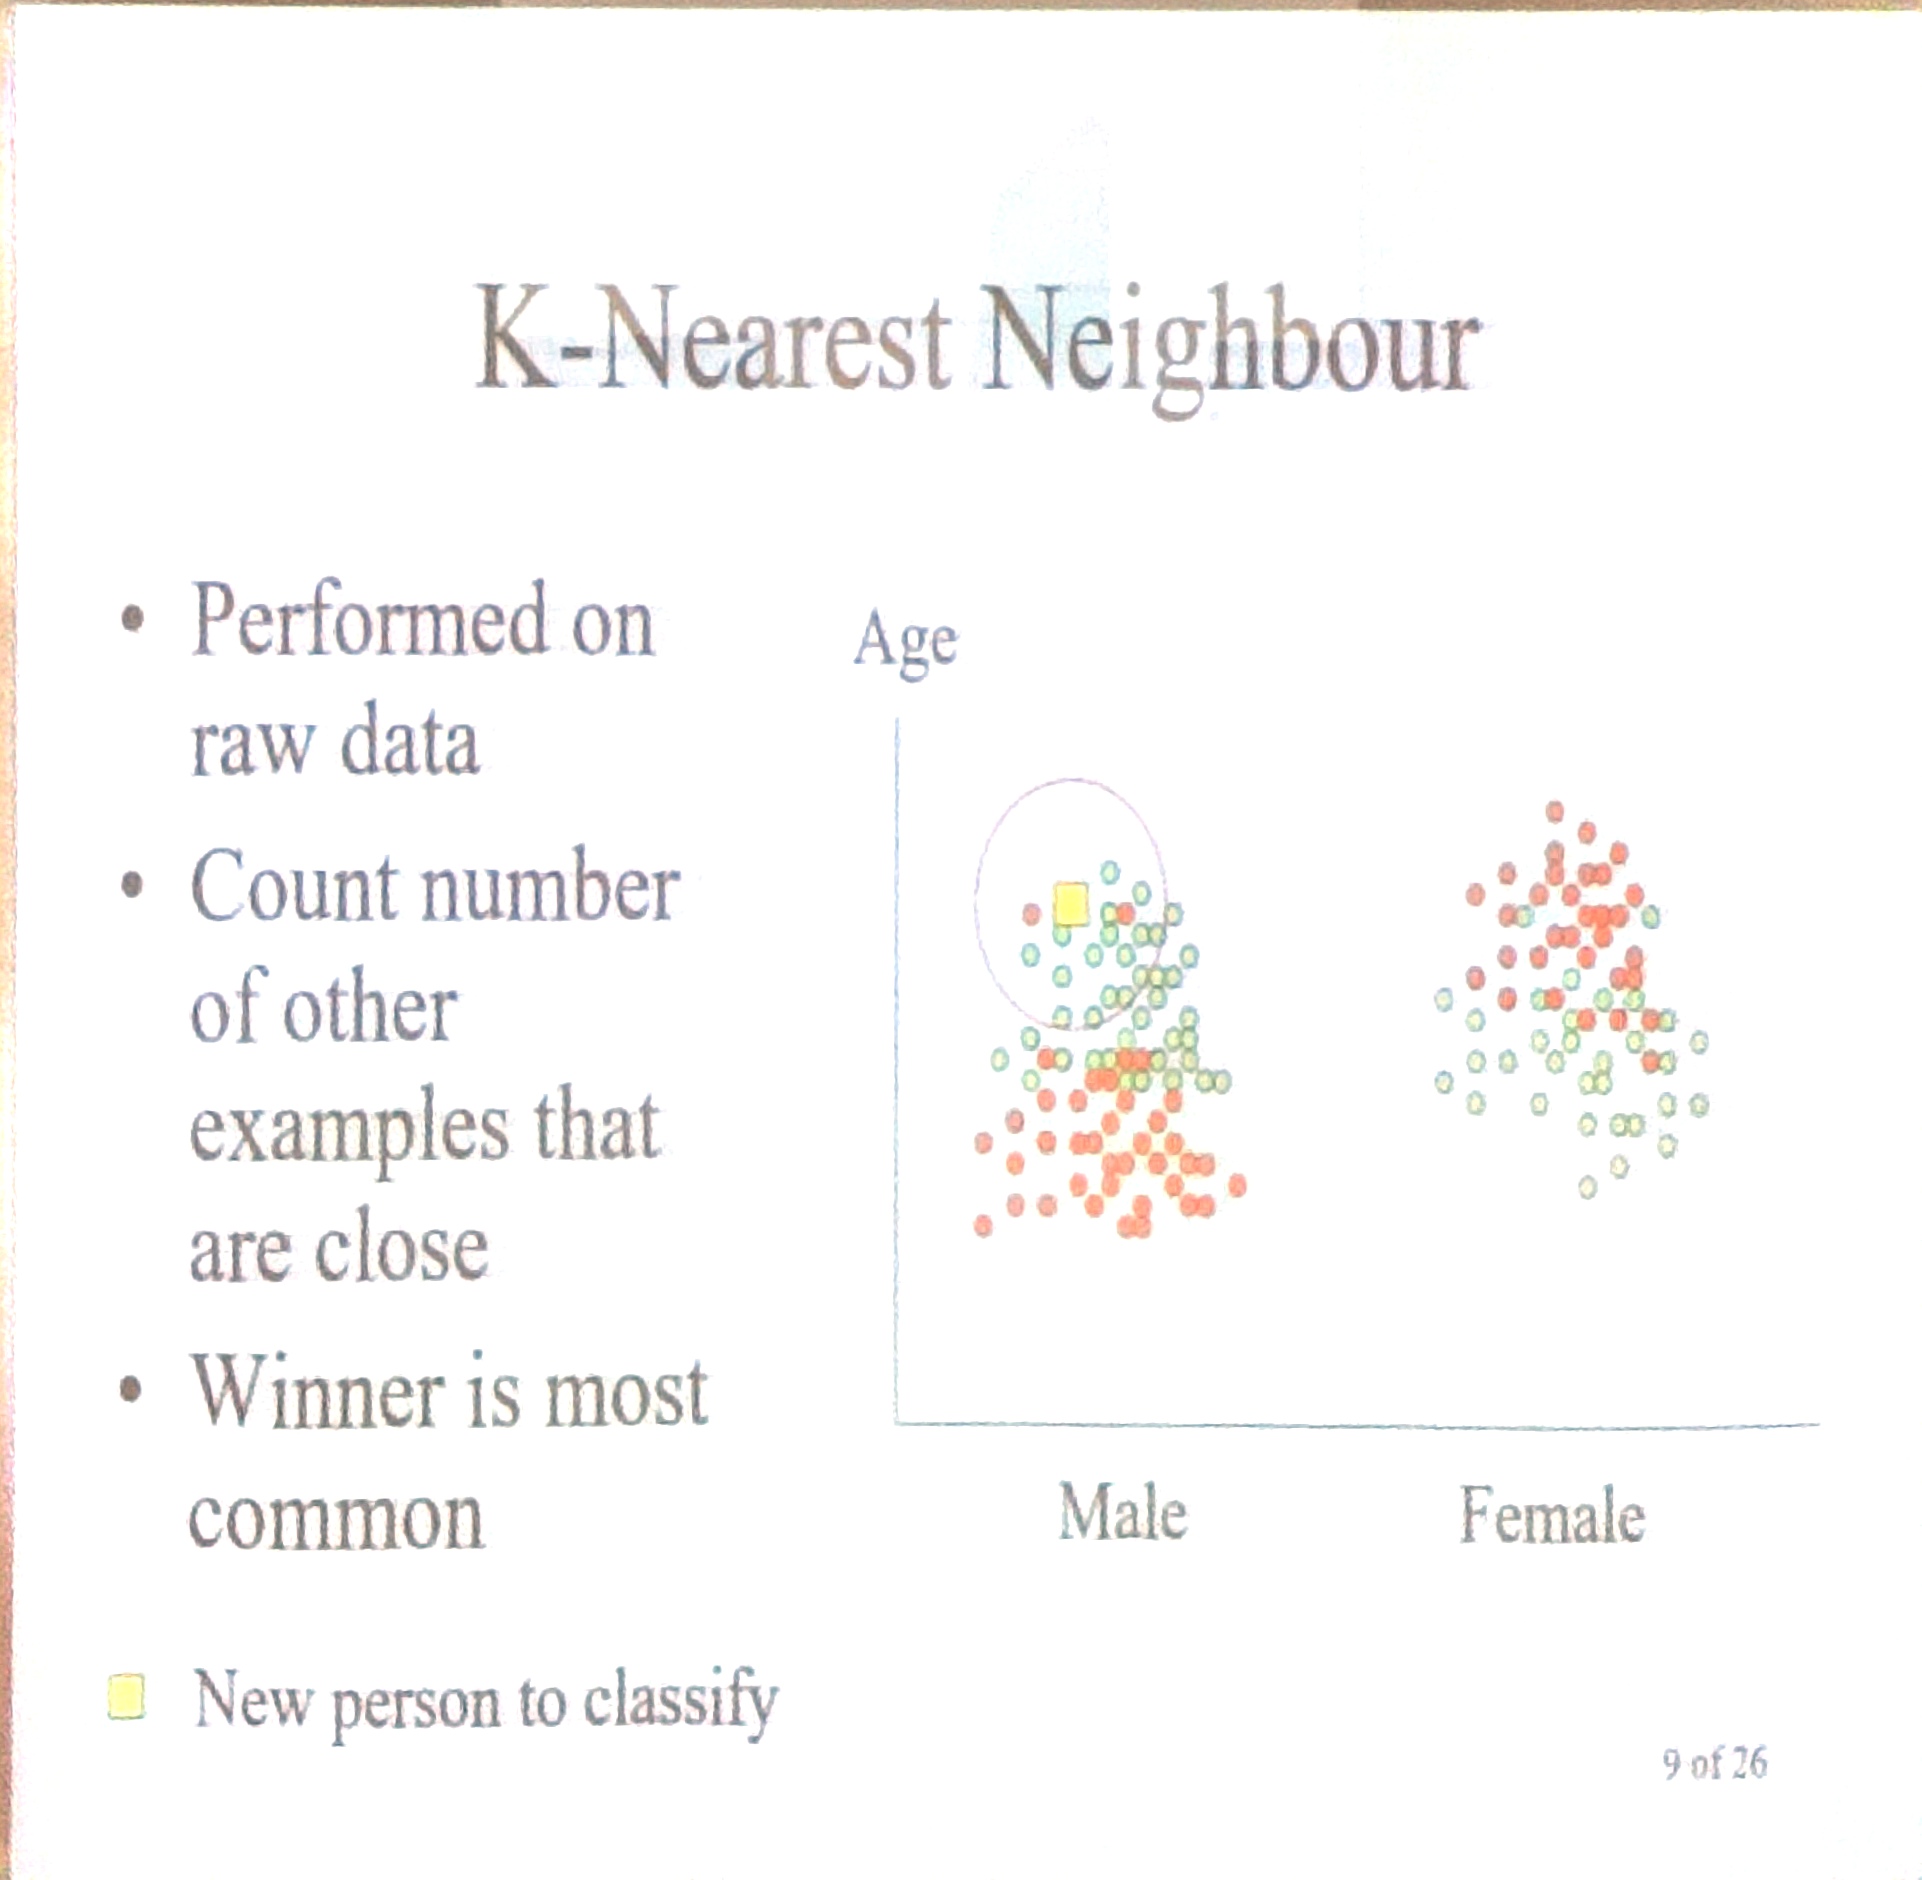 K-Nearest Neighbour
• Performed on
raw data
• Count number
of other
examples that
are close
• Winner is most
common
New person to classify
Age
Male Female
9 of 26